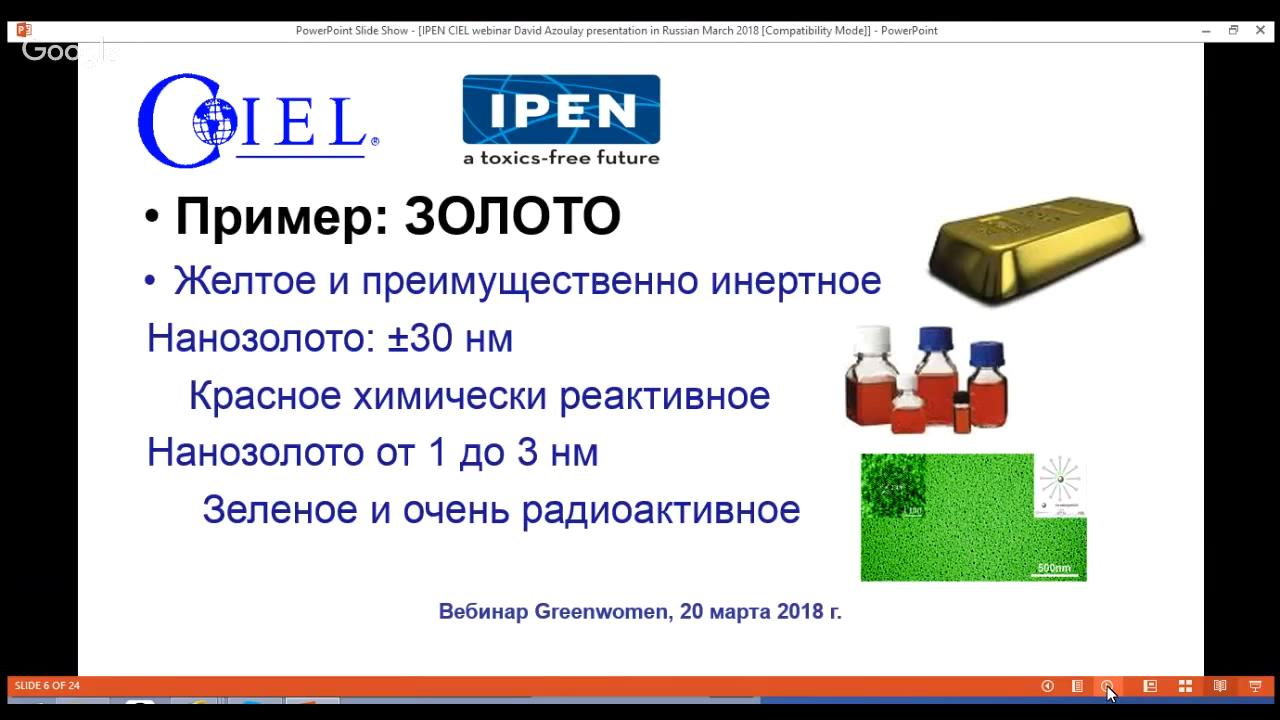 PowerPoint Slide Show - [IPEN CIEL webinar David Azoulay presentation in Russian March 2018 [Compatibility Mode]] - PowerPoint
Google
CIEL®
IPEN
a toxics-free future
• Пример: ЗОЛОТО
• Желтое и преимущественно инертное
Нанозолото: ±30 нм
Красное химически реактивное
Нанозолото от 1 до 3 нм
Зеленое и очень радиоактивное
500nm
Вебинар Greenwomen, 20 марта 2018 г.
SLIDE 6 OF 24